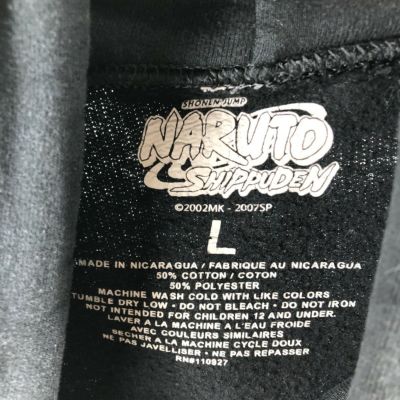 SHONEN JUMP
NARUTO
SHIPPUDEN
©2002MK - 2007SP
L
MADE IN NICARAGUA / FABRIQUE AU NICARAGUA
50% COTTON / COTON
50% POLYESTER
MACHINE WASH COLD WITH LIKE COLORS
TUMBLE DRY LOW • DO NOT BLEACH • DO NOT IRON
NOT INTENDED FOR CHILDREN 12 AND UNDER.
LAVER A LA MACHINE A L'EAU FROIDE
AVEC COULEURS SIMILAIRES
SECHER A LA MACHINE CYCLE DOUX
NE PAS JAVELLISER • NE PAS REPASSER
RN#110927